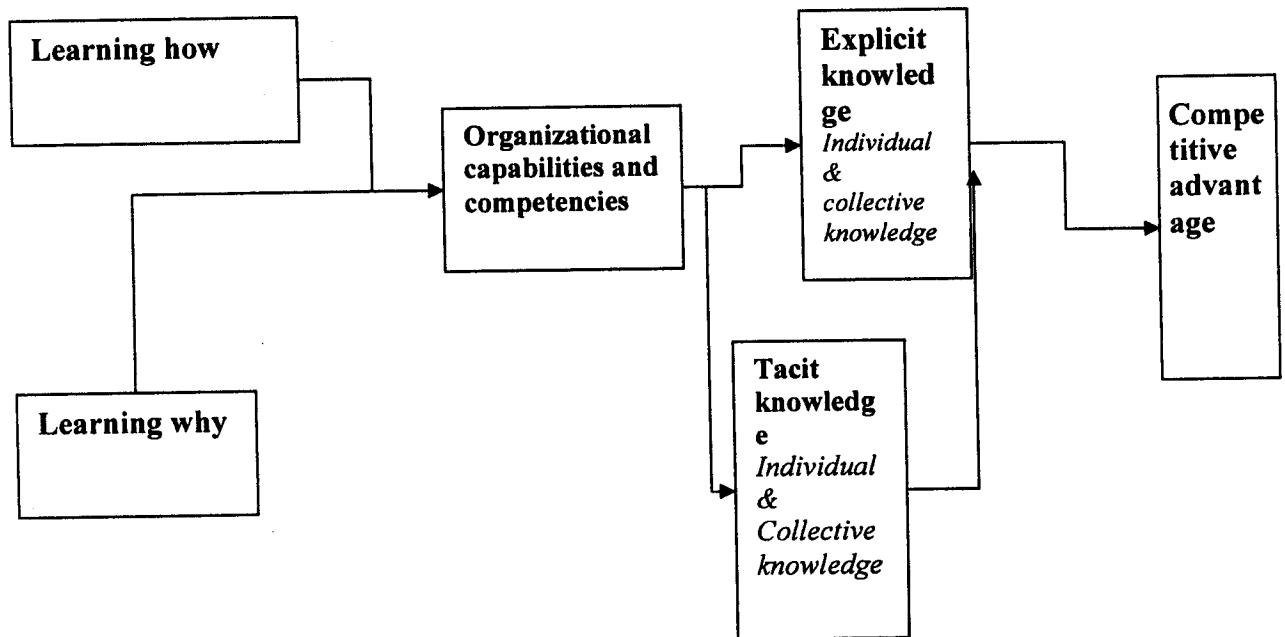 Learning how
Learning why
Organizational
capabilities and
competencies
Explicit
knowled
ge
Individual
&
collective
knowledge
Tacit
knowledg
e
Individual
&
Collective
knowledge
Compe
titive
advant
age